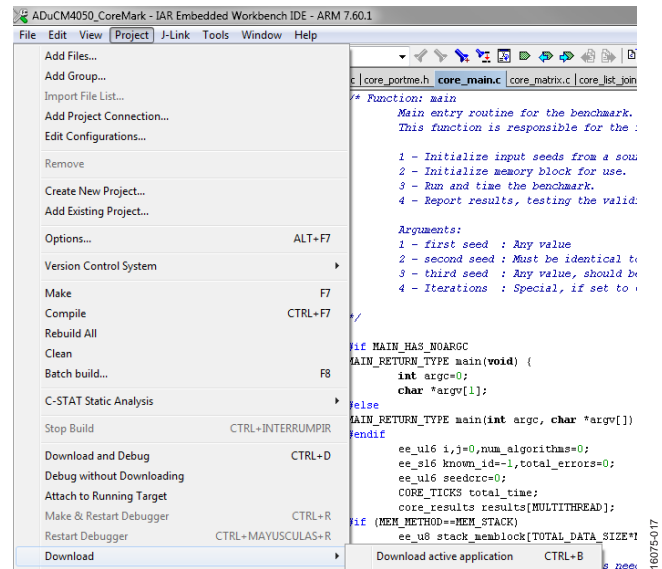 ADuCM4050_CoreMark - IAR Embedded Workbench IDE - ARM 7.60.1
File Edit View Project J-Link Tools Window Help
Add Files...
Add Group...
Import File List...
Add Project Connection...
Edit Configurations...
Remove
Create New Project...
Add Existing Project...
Options... ALT+F7
Version Control System
Make F7
Compile CTRL+F7
Rebuild All
Clean
Batch build... F8
C-STAT Static Analysis
Stop Build CTRL+INTERRUMPIR
Download and Debug CTRL+D
Debug without Downloading
Attach to Running Target
Make & Restart Debugger CTRL+R
Restart Debugger CTRL+MAYUSCULAS+R
Download
Download active application CTRL+B
c core_portme.h core_main.c core_matrix.c core_list_join
/* Function: main
Main entry routine for the benchmark.
This function is responsible for the
1 - Initialize input seeds from a sou
2 - Initialize memory block for use.
3 - Run and time the benchmark.
4 - Report results, testing the valid
Arguments:
1 - first seed : Any value
2 - second seed : Must be identical to
3 - third seed : Any value, should be
4 - Iterations : Special, if set to
*/
#if MAIN_HAS_NOARGC
MAIN_RETURN_TYPE main(void) {
int argc=0;
char *argv[1];
#else
MAIN_RETURN_TYPE main(int argc, char *argv[])
#endif
ee_u16 i,j=0,num_algorithms=0;
ee_s16 known_id=-1,total_errors=0;
ee_u16 seedcrc=0;
CORE_TICKS total_time;
core_results results[MULTITHREAD];
#if (MEM_METHOD==MEM_STACK)
ee_u8 stack_memblock[TOTAL_DATA_SIZE*M
s nee
16075-017